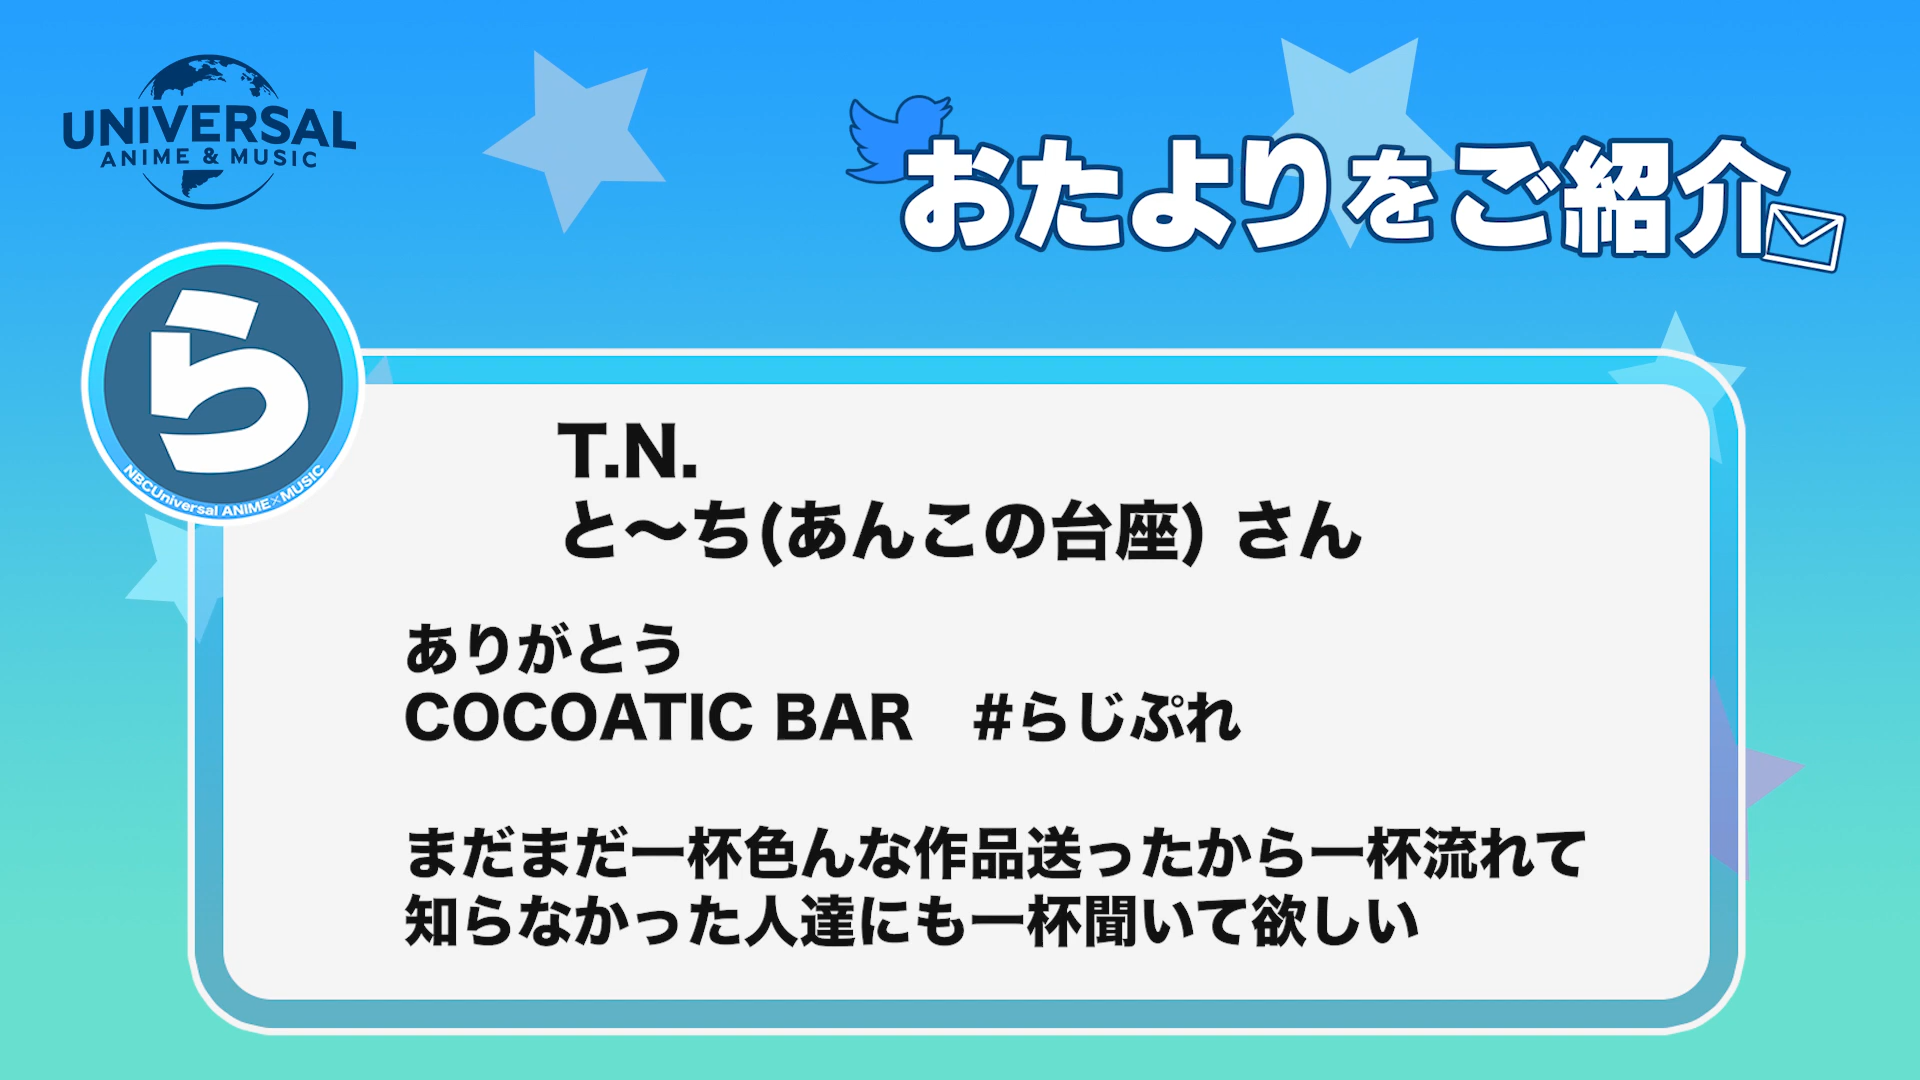 UNIVERSAL
ANIME & MUSIC
おたよりをご紹介
ら
NBCUniversal ANIME×MUSIC
T.N.
と〜ち(あんこの台座) さん
ありがとう
COCOATIC BAR　#らじぷれ
まだまだ一杯色んな作品送ったから一杯流れて
知らなかった人達にも一杯聞いて欲しい